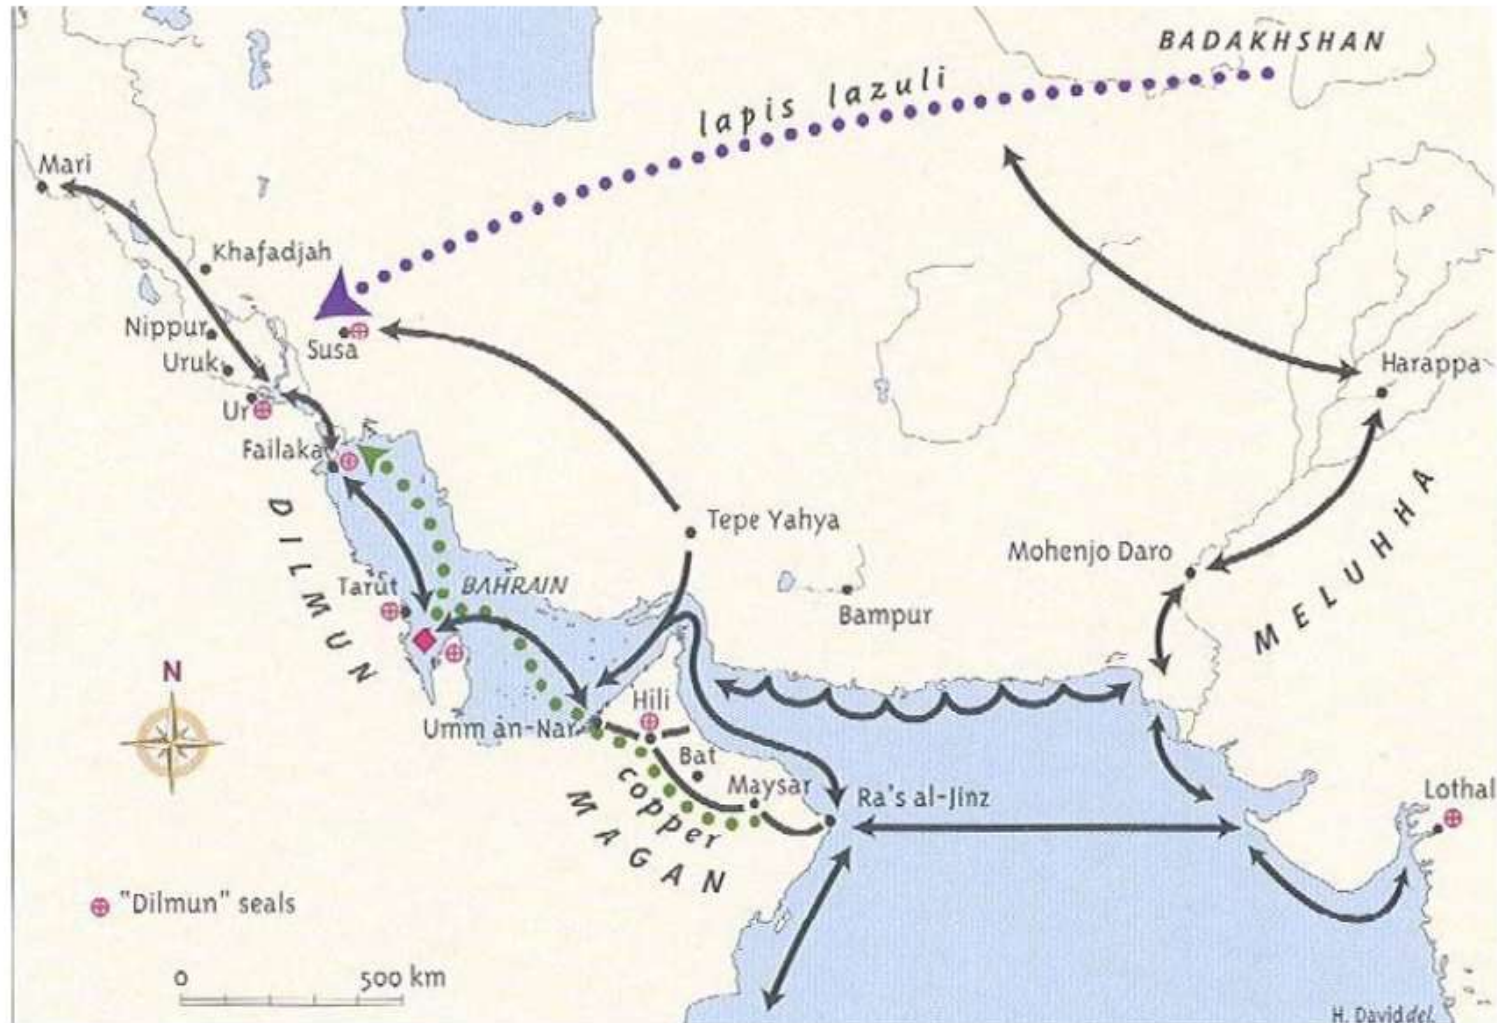 BADAKHSHAN
lapis lazuli
Mari
Khafadjah
Nippur
Susa
Uruk
Harappa
Ur
Failaka
DILMUN
Tepe Yahya
MELUHHA
Mohenjo Daro
Tarût
BAHRAIN
Bampur
N
Hili
Umm an-Nar
Bat
copper
Maysar
MAGAN
Ra's al-Jinz
Lothal
"Dilmun" seals
0 500 km
H. David del.